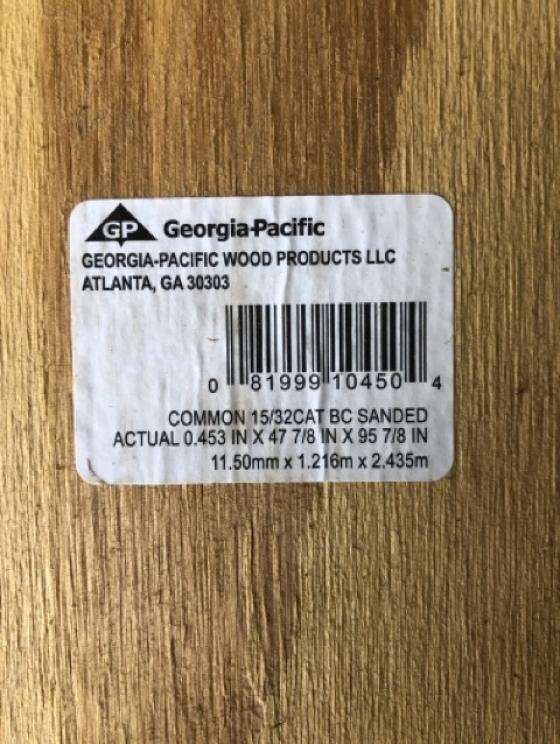 GP Georgia-Pacific
GEORGIA-PACIFIC WOOD PRODUCTS LLC
ATLANTA, GA 30303
0 81999 10450 4
COMMON 15/32CAT BC SANDED
ACTUAL 0.453 IN X 47 7/8 IN X 95 7/8 IN
11.50mm x 1.216m x 2.435m